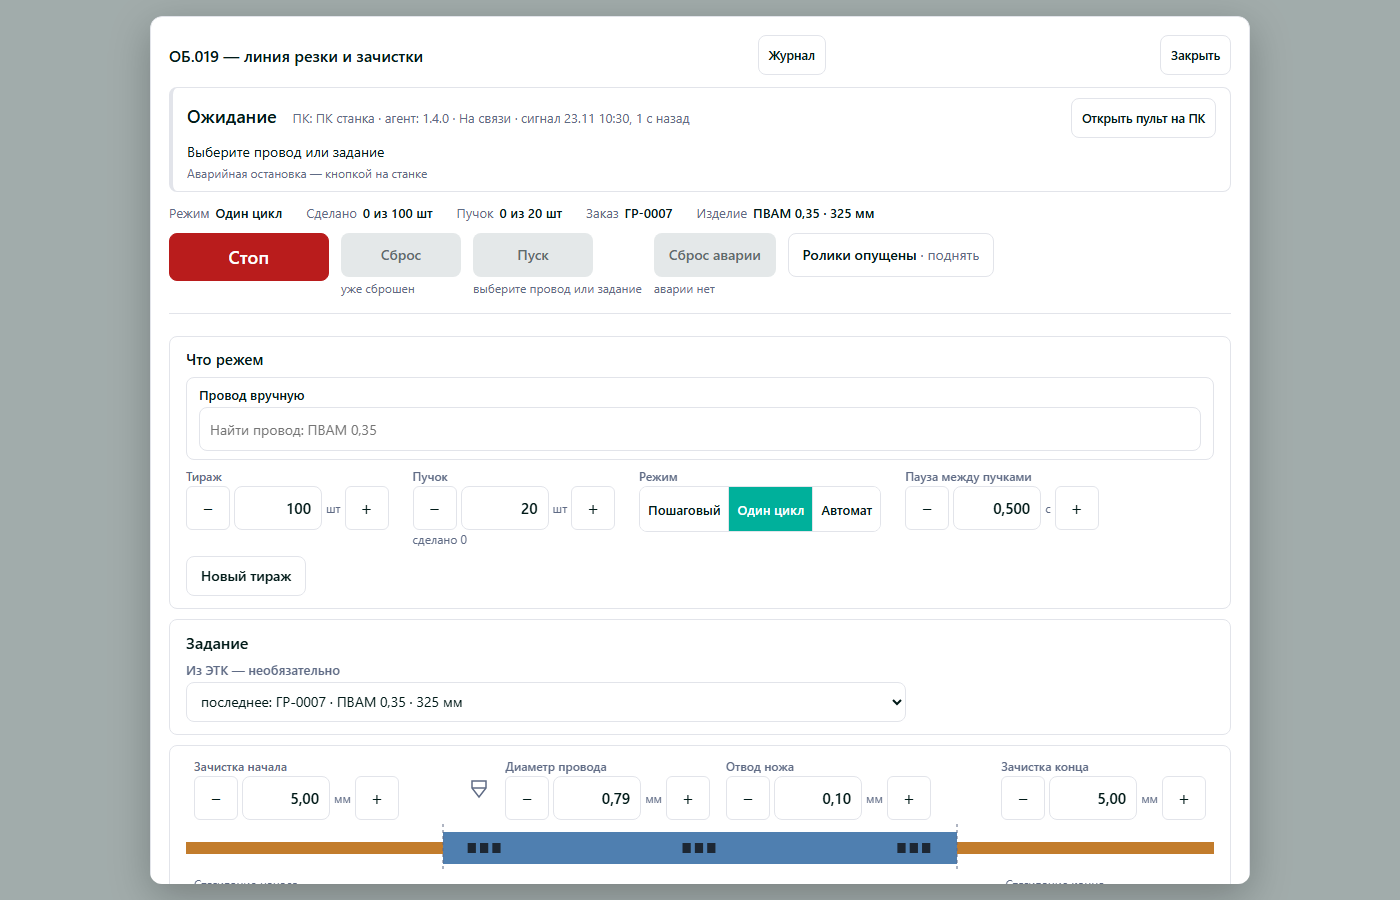 ОБ.019 — линия резки и зачистки
Журнал
Закрыть
Ожидание
ПК: ПК станка · агент: 1.4.0 · На связи · сигнал 23.11 10:30, 1 с назад
Открыть пульт на ПК
Выберите провод или задание
Аварийная остановка — кнопкой на станке
Режим Один цикл Сделано 0 из 100 шт Пучок 0 из 20 шт Заказ ГР-0007 Изделие ПВАМ 0,35 · 325 мм
Стоп
Сброс
Пуск
Сброс аварии
Ролики опущены · поднять
уже сброшен
выберите провод или задание
аварии нет
Что режем
Провод вручную
Найти провод: ПВАМ 0,35
Тираж
Пучок
Режим
Пауза между пучками
− 100 шт +
− 20 шт +
Пошаговый Один цикл Автомат
− 0,500 с +
сделано 0
Новый тираж
Задание
Из ЭТК — необязательно
последнее: ГР-0007 · ПВАМ 0,35 · 325 мм
Зачистка начала
Диаметр провода
Отвод ножа
Зачистка конца
− 5,00 мм +
− 0,79 мм +
− 0,10 мм +
− 5,00 мм +